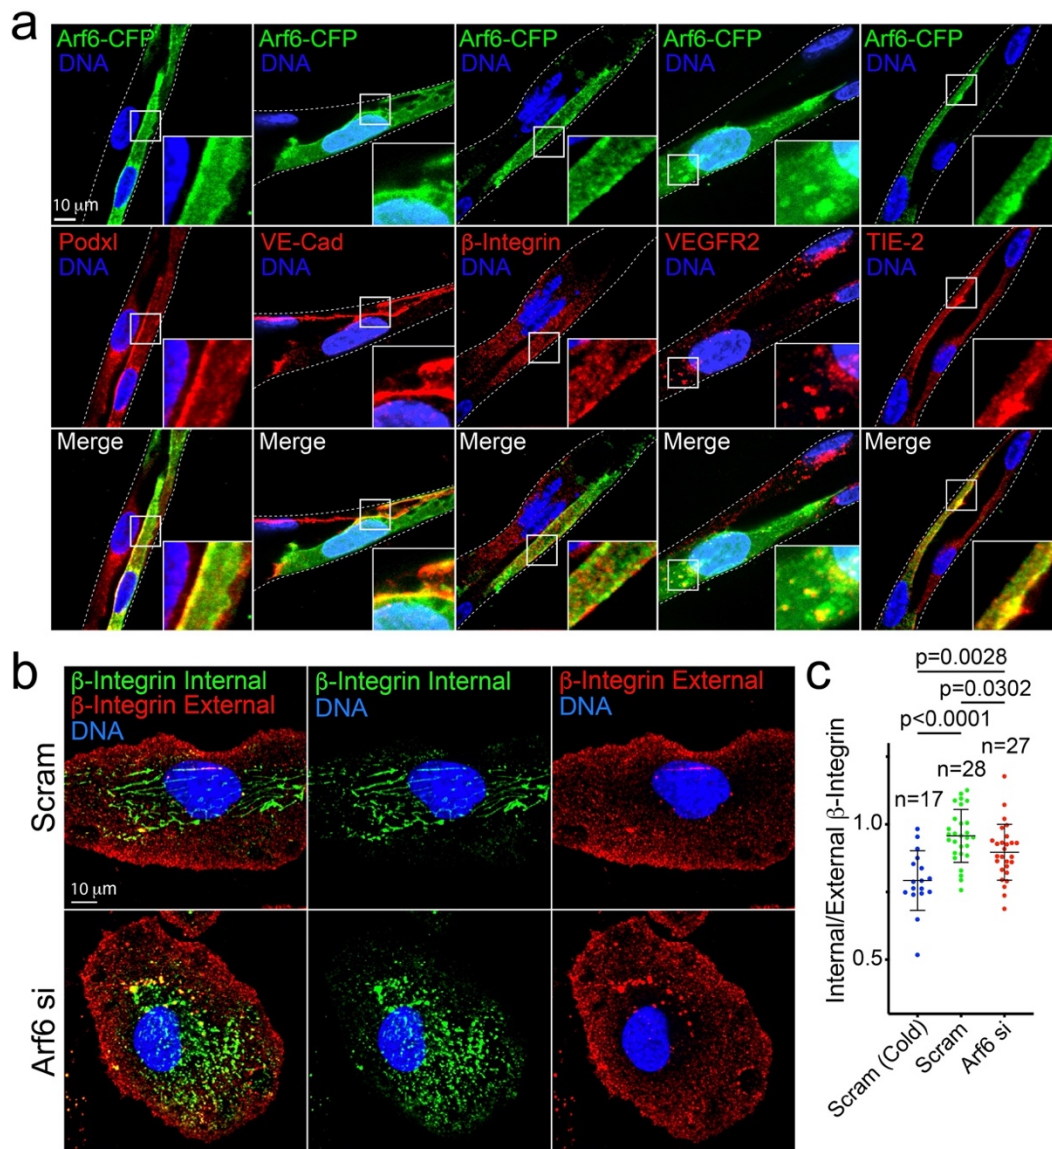 a
Arf6-CFP
DNA
Arf6-CFP
DNA
Arf6-CFP
DNA
Arf6-CFP
DNA
Arf6-CFP
DNA
10 μm
Podxl
DNA
VE-Cad
DNA
β-Integrin
DNA
VEGFR2
DNA
TIE-2
DNA
Merge
Merge
Merge
Merge
Merge
b
β-Integrin Internal
β-Integrin External
DNA
β-Integrin Internal
DNA
β-Integrin External
DNA
Scram
10 μm
Arf6 si
c
p=0.0028
p=0.0302
p<0.0001
n=27
n=28
n=17
Internal/External β-Integrin
1.0
0.5
Scram (Cold)
Scram
Arf6 si